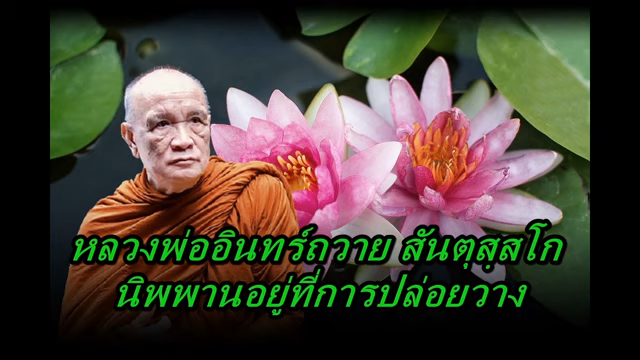 หลวงพ่ออินทร์ถวาย สันตุสฺสโก
นิพพานอยู่ที่การปล่อยวาง